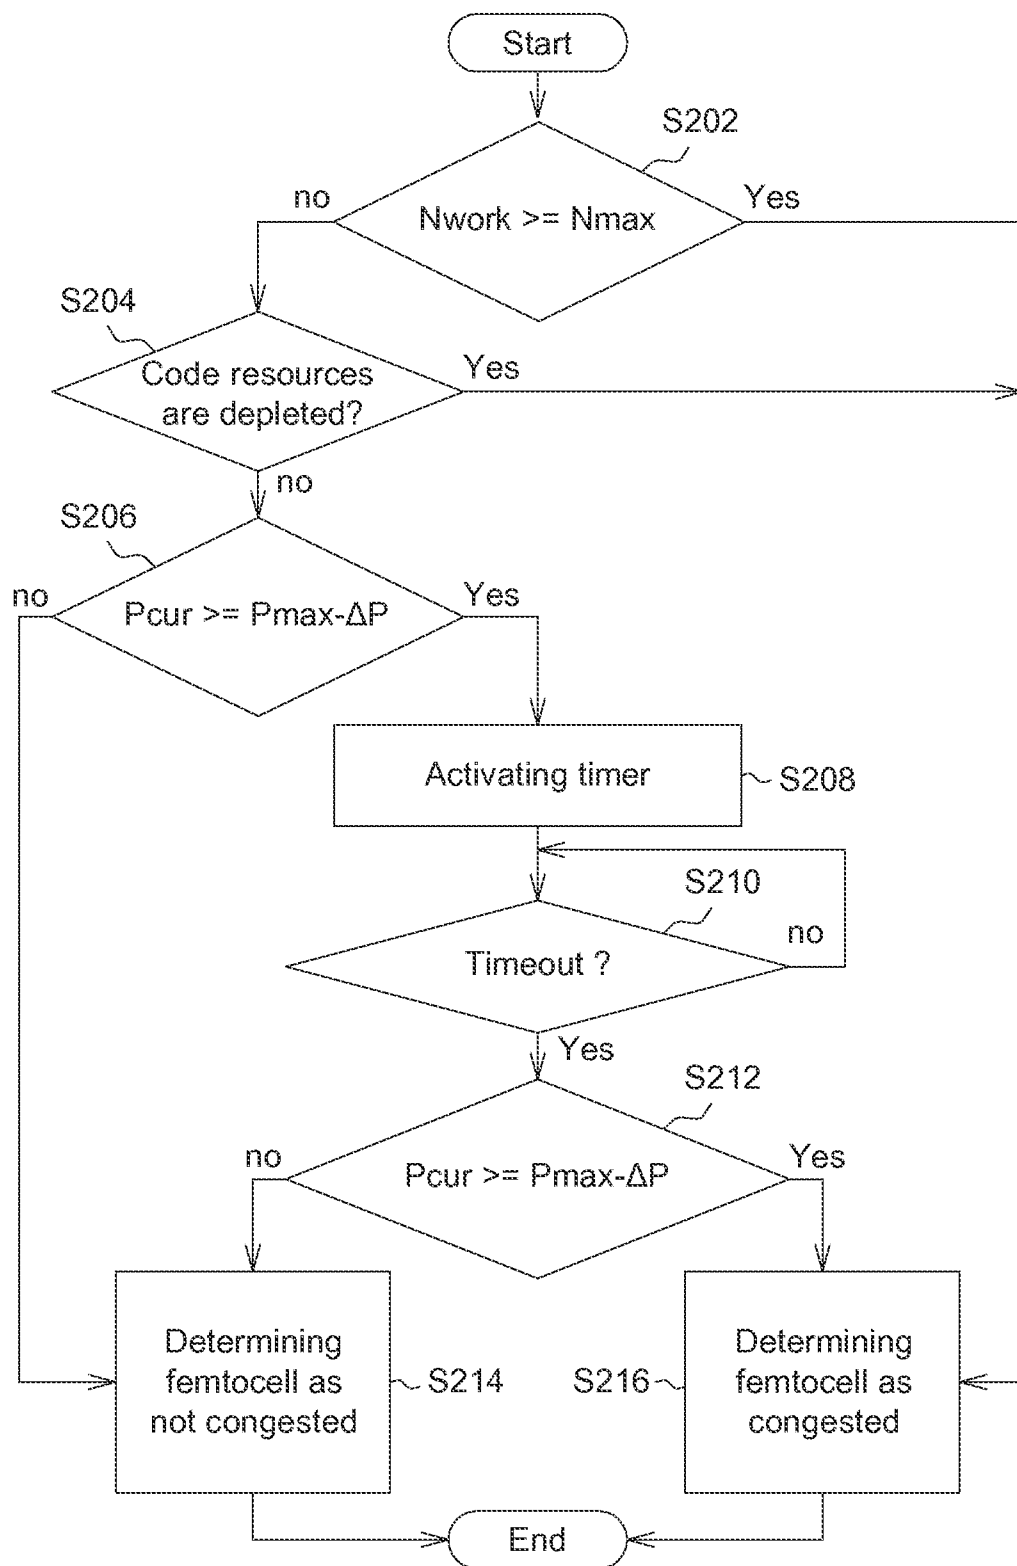 Start
S202
no
Nwork >= Nmax
Yes
S204
Code resources
are depleted?
Yes
no
S206
no
Pcur >= Pmax-ΔP
Yes
Activating timer
S208
S210
Timeout ?
no
Yes
S212
no
Pcur >= Pmax-ΔP
Yes
Determining
femtocell as
not congested
S214
S216
Determining
femtocell as
congested
End